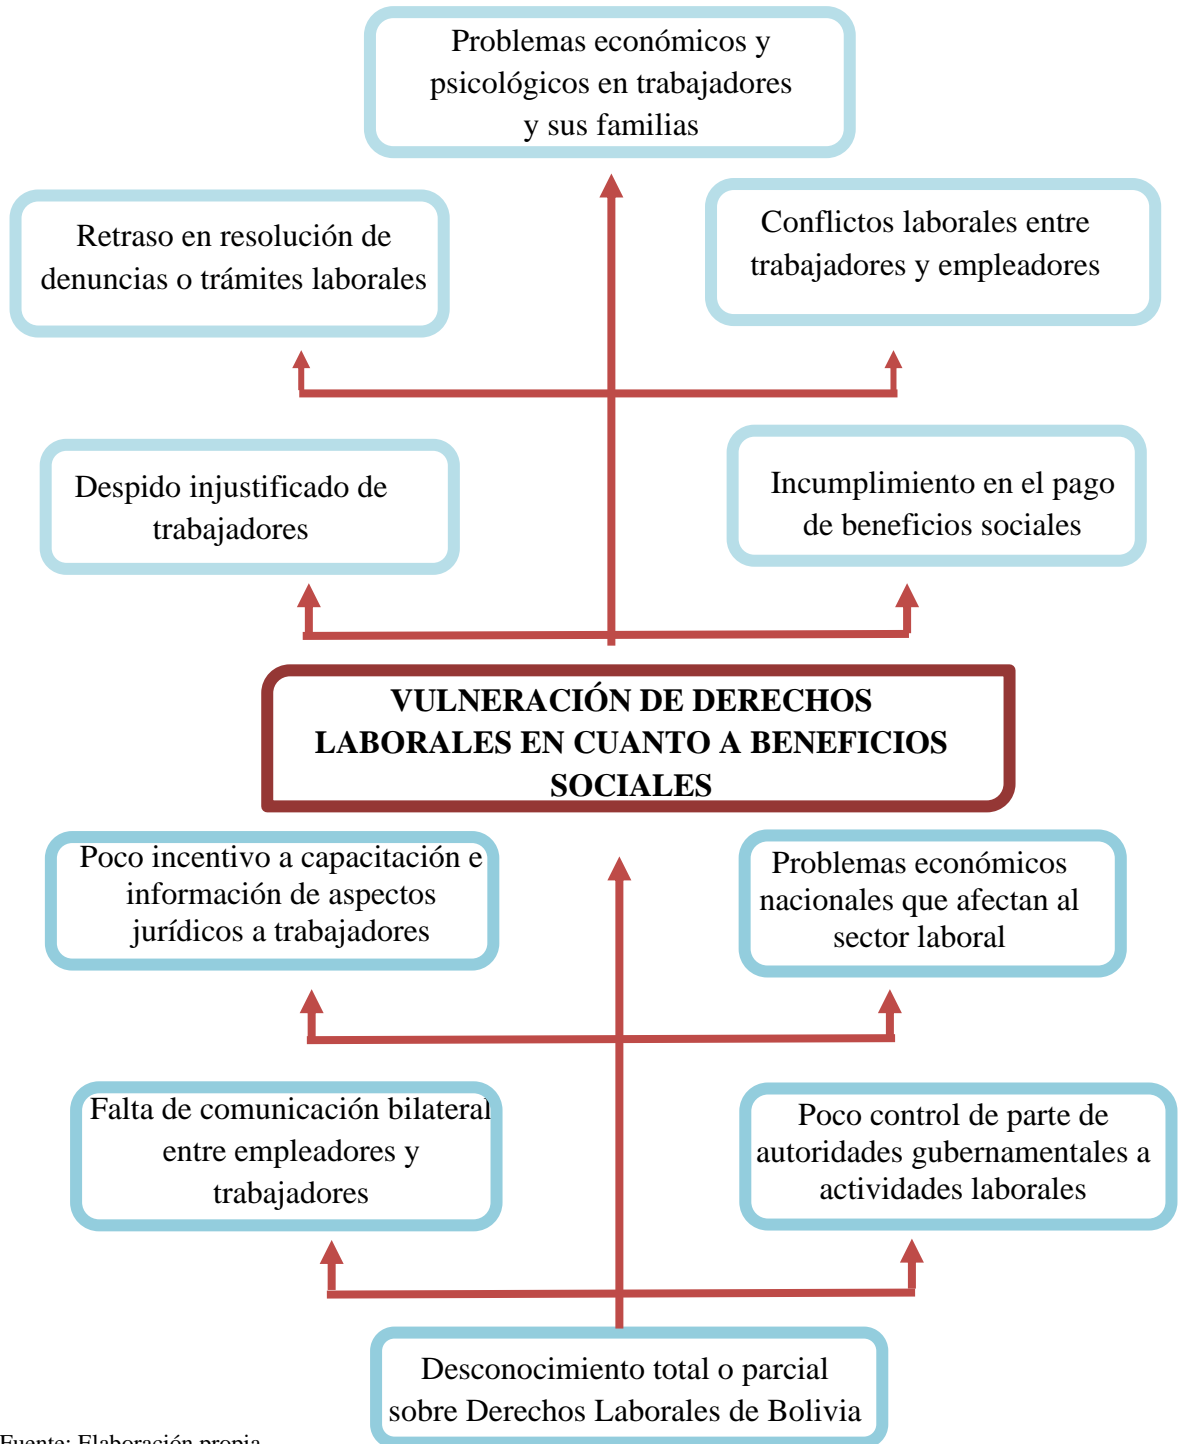 Problemas económicos y
psicológicos en trabajadores
y sus familias
Retraso en resolución de
denuncias o trámites laborales
Conflictos laborales entre
trabajadores y empleadores
Despido injustificado de
trabajadores
Incumplimiento en el pago
de beneficios sociales
VULNERACIÓN DE DERECHOS
LABORALES EN CUANTO A BENEFICIOS
SOCIALES
Poco incentivo a capacitación e
información de aspectos
jurídicos a trabajadores
Problemas económicos
nacionales que afectan al
sector laboral
Falta de comunicación bilateral
entre empleadores y
trabajadores
Poco control de parte de
autoridades gubernamentales a
actividades laborales
Desconocimiento total o parcial
sobre Derechos Laborales de Bolivia
Fuente: Elaboración propia